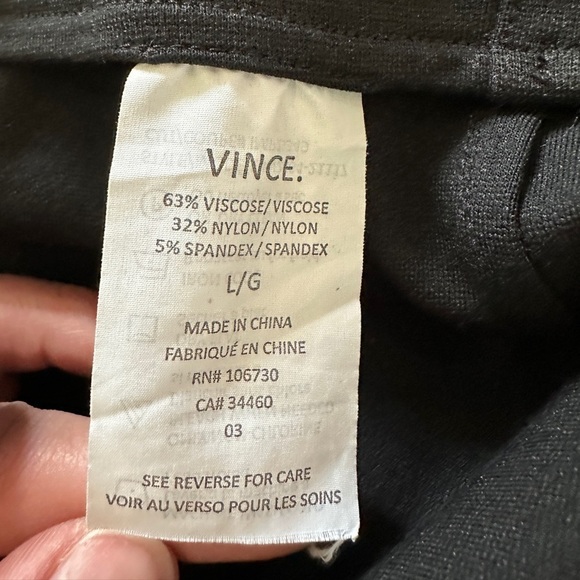 VINCE.
63% VISCOSE/VISCOSE
32% NYLON/NYLON
5% SPANDEX/SPANDEX
L/G
MADE IN CHINA
FABRIQUÉ EN CHINE
RN# 106730
CA# 34460
03
SEE REVERSE FOR CARE
VOIR AU VERSO POUR LES SOINS